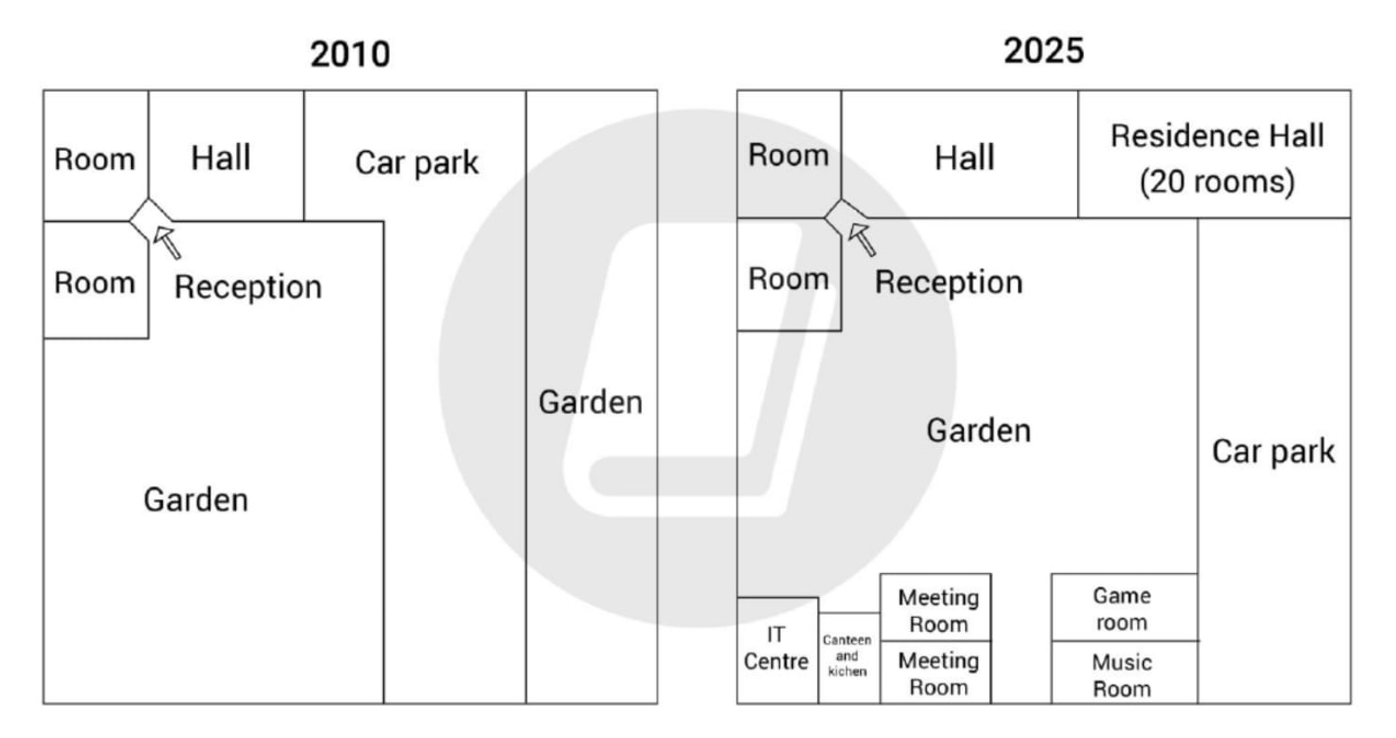 2010
Room
Hall
Car park
Room
Reception
Garden
Garden
2025
Room
Hall
Residence Hall
(20 rooms)
Room
Reception
Garden
Car park
IT
Centre
Canteen
and
kichen
Meeting
Room
Meeting
Room
Game
room
Music
Room